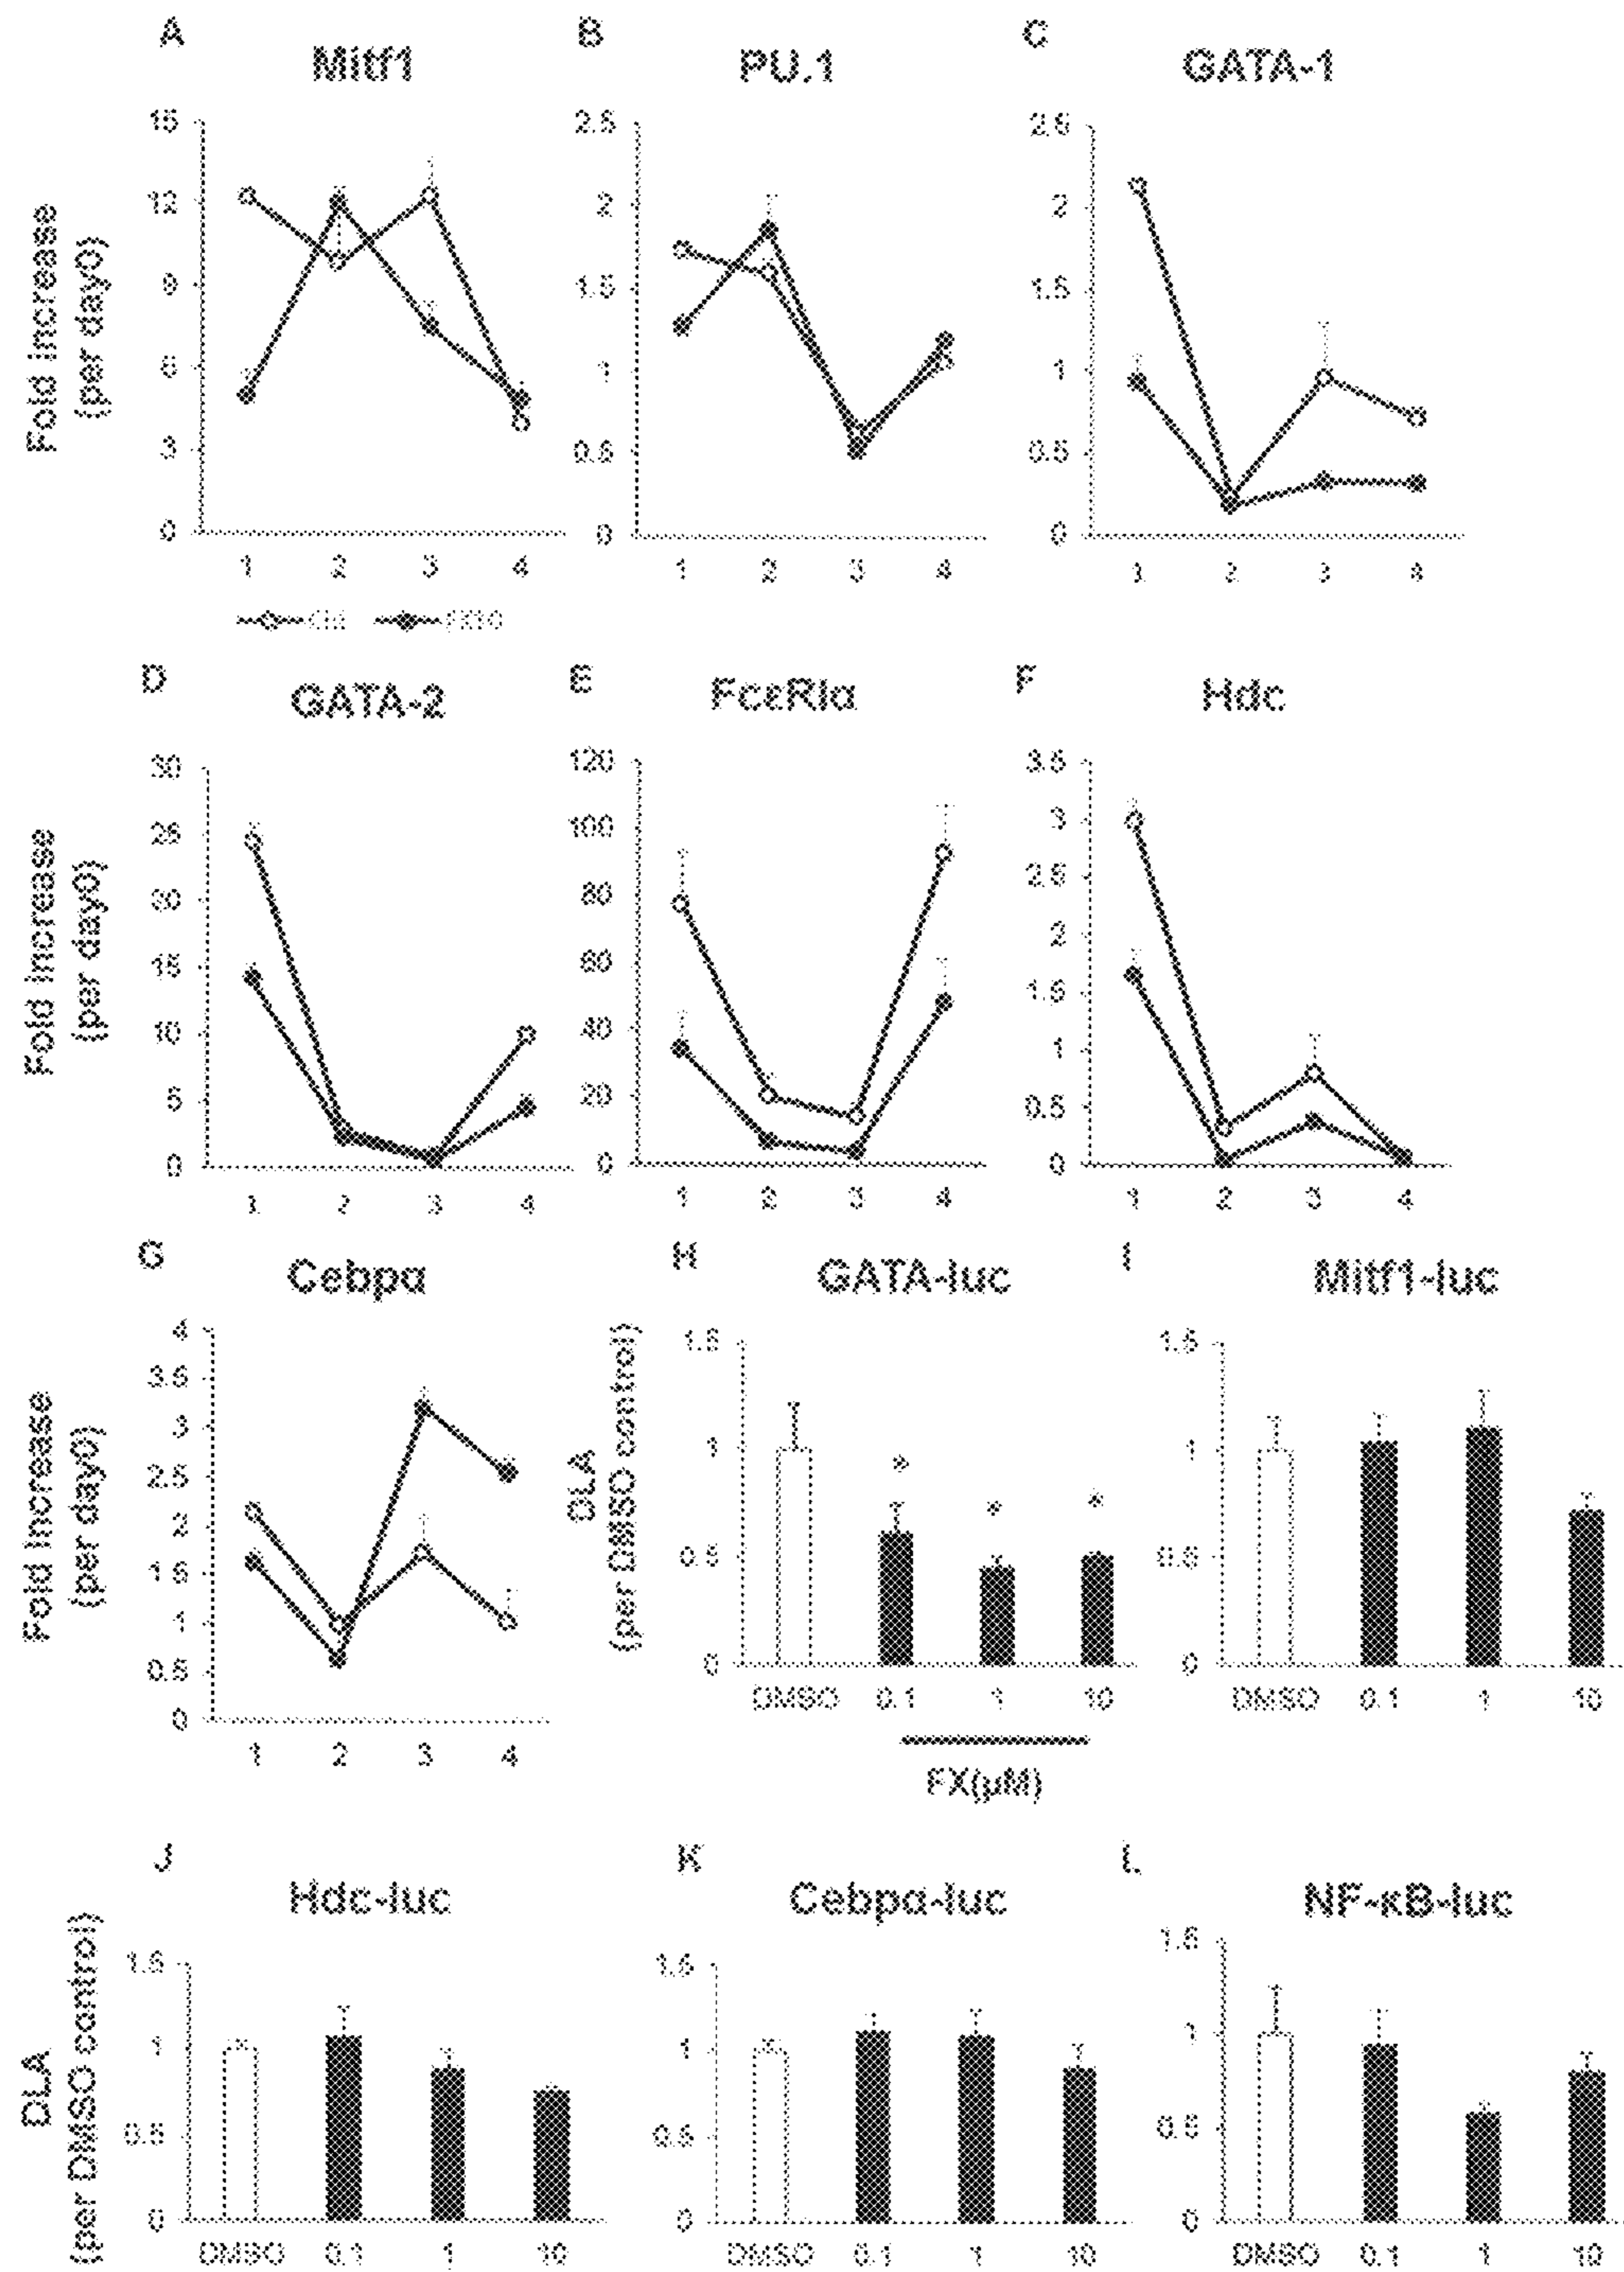 A
Mitf1
B
PU.1
C
GATA-1
Fold increase
(per day0)
15
12
9
6
3
0
1 2 3 4
2.5
2
1.5
1
0.5
0
1 2 3 4
2.5
2
1.5
1
0.5
0
1 2 3 4
D
GATA-2
E
FcεRIα
F
Hdc
Fold increase
(per day0)
30
25
20
15
10
5
0
1 2 3 4
120
100
80
60
40
20
0
1 2 3 4
3.5
3
2.5
2
1.5
1
0.5
0
1 2 3 4
G
Cebpα
H
GATA-luc
I
Mitf1-luc
Fold increase
(per day0)
4
3.5
3
2.5
2
1.5
1
0.5
0
1 2 3 4
DLA
(per DMSO control)
1.5
1
0.5
0
* * *
DMSO 0.1 1 10
FX(μM)
1.5
1
0.5
0
DMSO 0.1 1 10
J
Hdc-luc
K
Cebpα-luc
L
NF-κB-luc
DLA
(per DMSO control)
1.5
1
0.5
0
DMSO 0.1 1 10
1.5
1
0.5
0
DMSO 0.1 1 10
1.5
1
0.5
0
DMSO 0.1 1 10